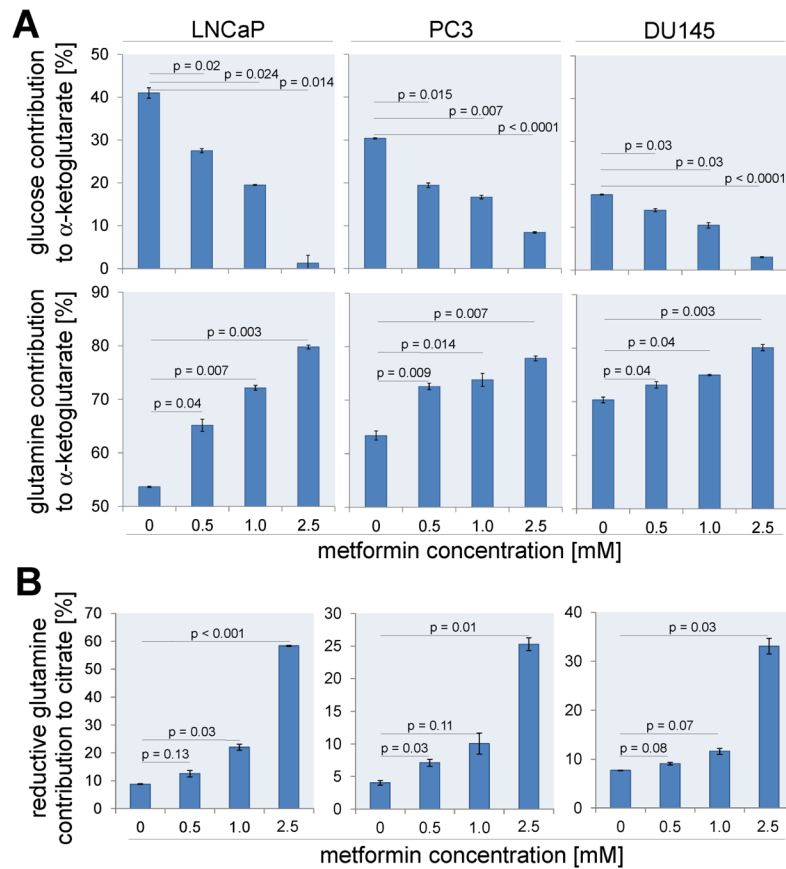 A
LNCaP
PC3
DU145
glucose contribution
to α-ketoglutarate [%]
50
40
30
20
10
0
p = 0.02
p = 0.024
p = 0.014
p = 0.015
p = 0.007
p < 0.0001
p = 0.03
p = 0.03
p < 0.0001
glutamine contribution
to α-ketoglutarate [%]
90
80
70
60
50
p = 0.003
p = 0.007
p = 0.04
p = 0.007
p = 0.014
p = 0.009
p = 0.003
p = 0.04
p = 0.04
0 0.5 1.0 2.5
0 0.5 1.0 2.5
0 0.5 1.0 2.5
metformin concentration [mM]
B
reductive glutamine
contribution to citrate [%]
70
60
50
40
30
20
10
0
p < 0.001
p = 0.03
p = 0.13
0 0.5 1.0 2.5
30
25
20
15
10
5
0
p = 0.01
p = 0.11
p = 0.03
0 0.5 1.0 2.5
40
30
20
10
0
p = 0.03
p = 0.07
p = 0.08
0 0.5 1.0 2.5
metformin concentration [mM]